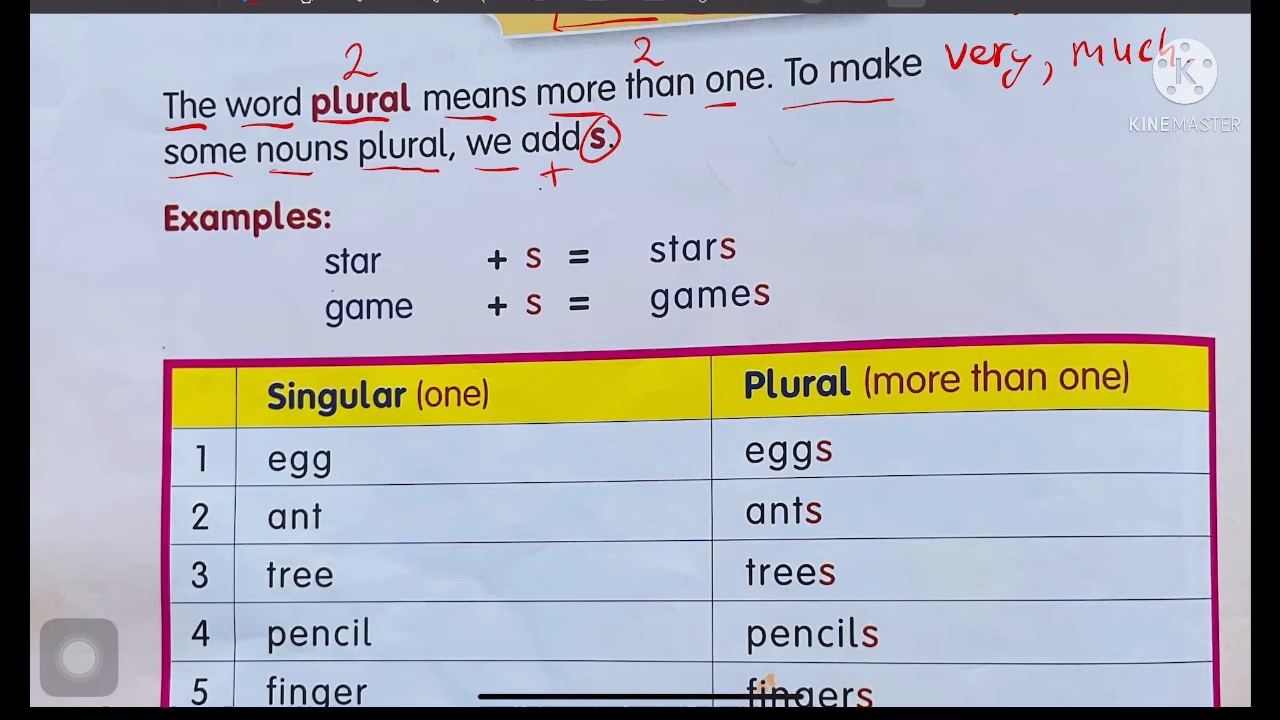 2 2 very, much
The word plural means more than one. To make
some nouns plural, we add s.
+
KINEMASTER
Examples:
star + s = stars
game + s = games
Singular (one) Plural (more than one)
1 egg eggs
2 ant ants
3 tree trees
4 pencil pencils
5 finger fingers